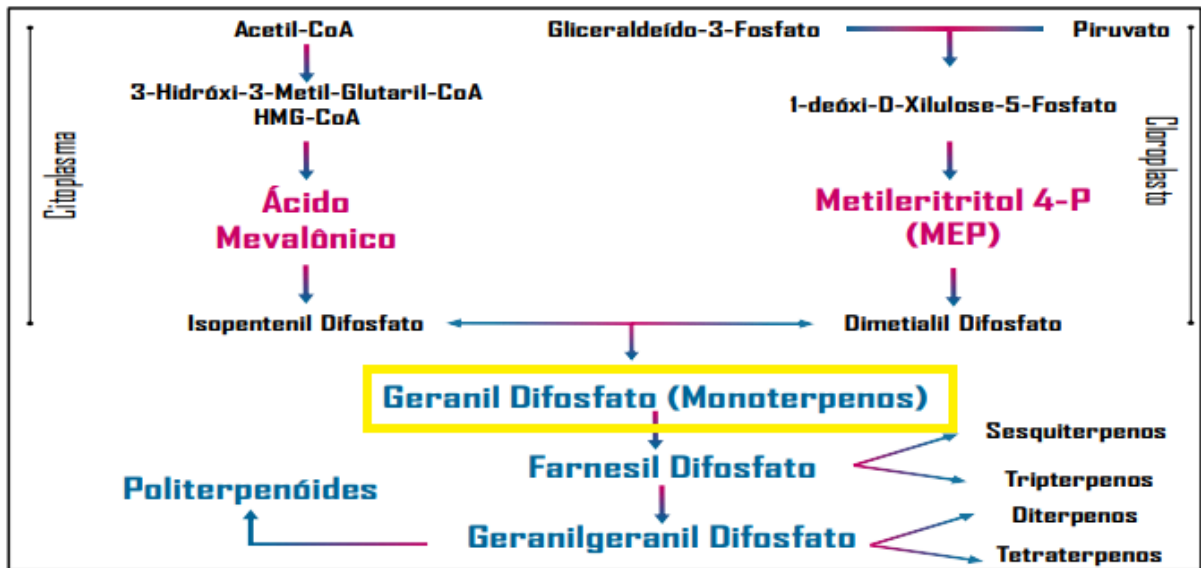 Acetil-CoA
Gliceraldeído-3-Fosfato
Piruvato
3-Hidróxi-3-Metil-Glutaril-CoA
HMG-CoA
1-deóxi-D-Xilulose-5-Fosfato
Citoplasma
Cloroplasto
Ácido
Mevalônico
Metileritritol 4-P
(MEP)
Isopentenil Difosfato
Dimetialil Difosfato
Geranil Difosfato (Monoterpenos)
Sesquiterpenos
Farnesil Difosfato
Tripterpenos
Politerpenóides
Diterpenos
Geranilgeranil Difosfato
Tetraterpenos